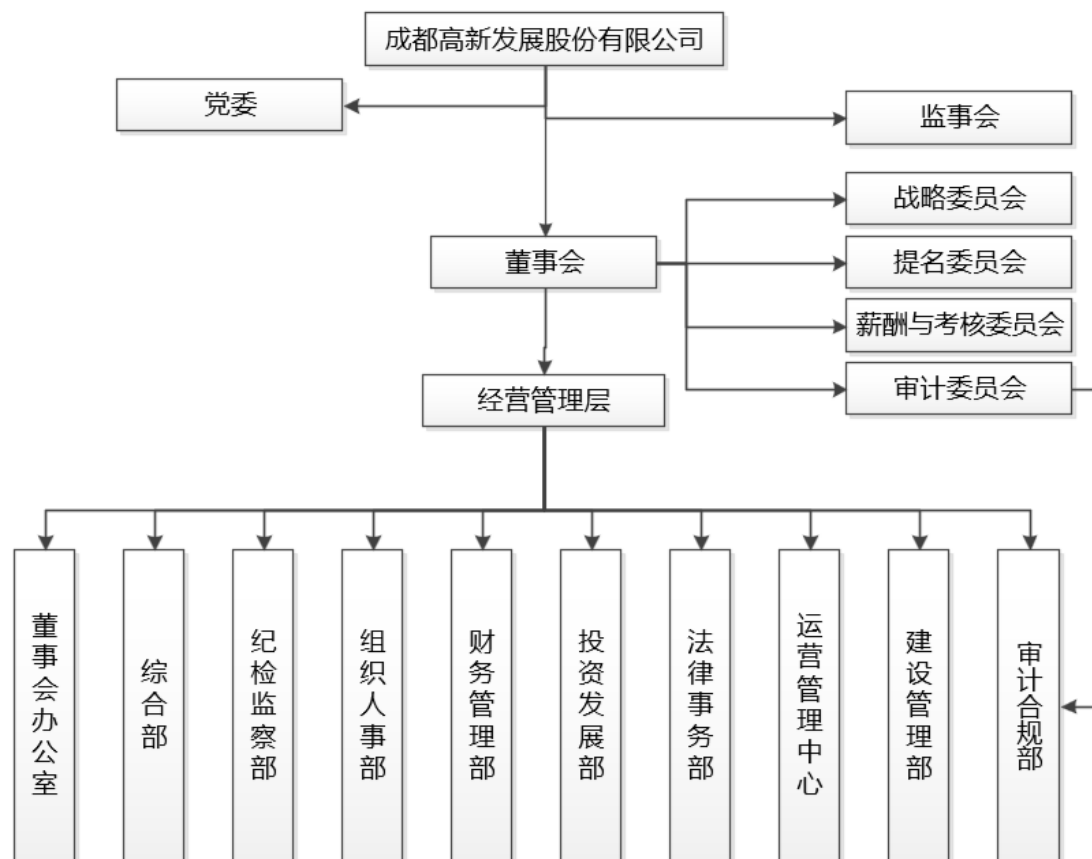 成都高新发展股份有限公司
党委
监事会
战略委员会
董事会
提名委员会
薪酬与考核委员会
经营管理层
审计委员会
董事会办公室
综合部
纪检监察部
组织人事部
财务管理部
投资发展部
法律事务部
运营管理中心
建设管理部
审计合规部